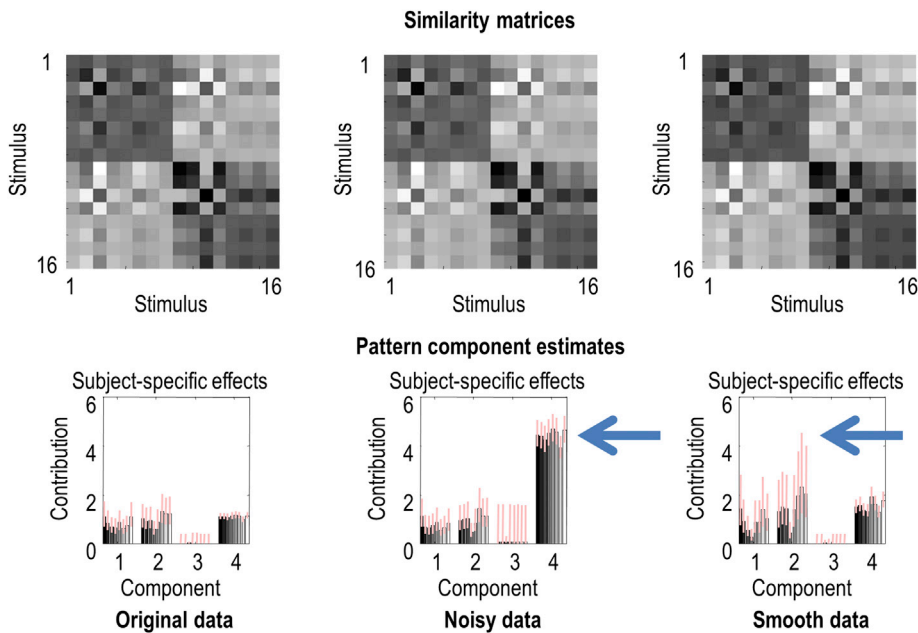 Similarity matrices
1
Stimulus
16
1
16
Stimulus
1
Stimulus
16
1
16
Stimulus
1
Stimulus
16
1
16
Stimulus
Pattern component estimates
Subject-specific effects
6
4
2
0
Contribution
1 2 3 4
Component
Original data
Subject-specific effects
6
4
2
0
Contribution
1 2 3 4
Component
Noisy data
Subject-specific effects
6
4
2
0
Contribution
1 2 3 4
Component
Smooth data